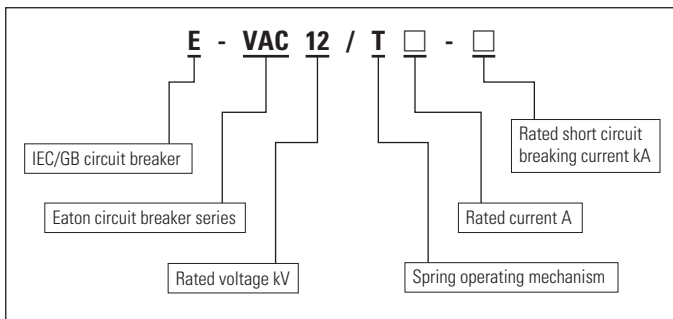 E - VAC 12 / T □ - □
Rated short circuit
breaking current kA
IEC/GB circuit breaker
Eaton circuit breaker series
Rated current A
Rated voltage kV
Spring operating mechanism